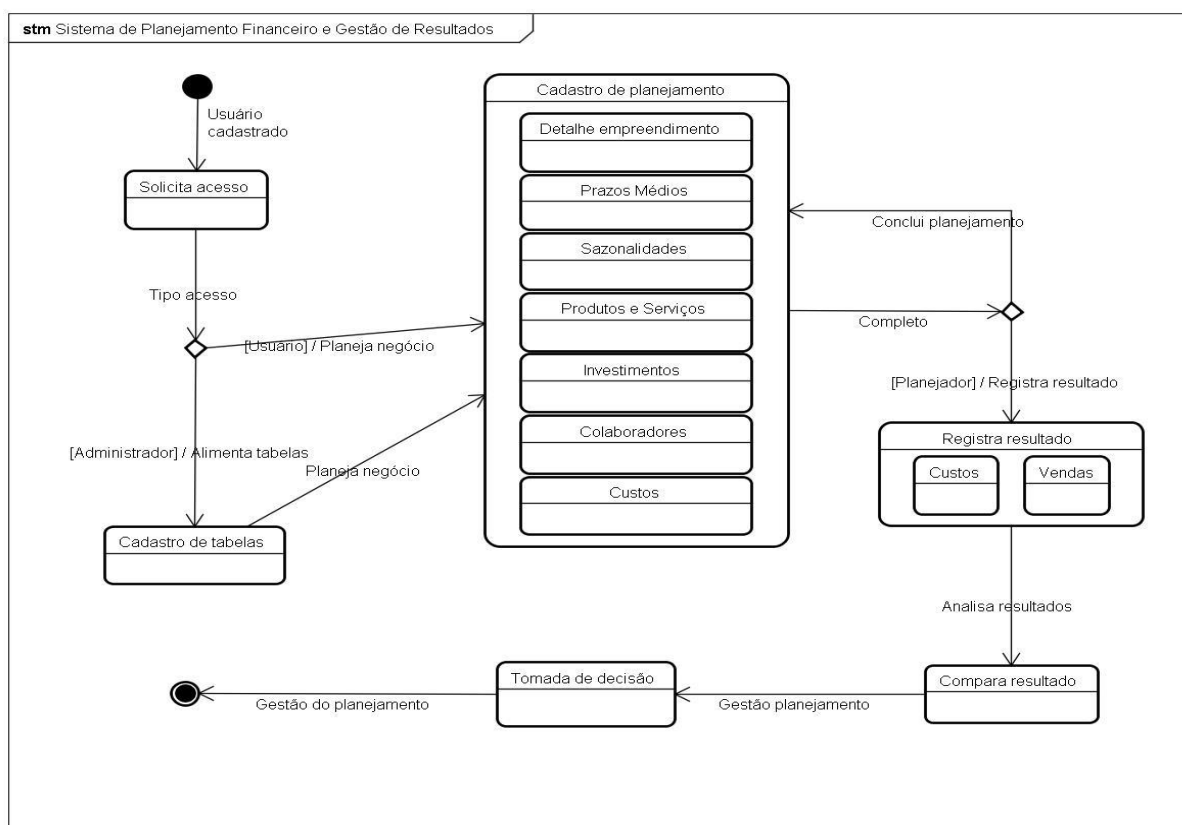 stm Sistema de Planejamento Financeiro e Gestão de Resultados
Usuário
cadastrado
Solicita acesso
Tipo acesso
[Usuário] / Planeja negócio
[Administrador] / Alimenta tabelas
Planeja negócio
Cadastro de tabelas
Cadastro de planejamento
Detalhe empreendimento
Prazos Médios
Sazonalidades
Produtos e Serviços
Investimentos
Colaboradores
Custos
Conclui planejamento
Completo
[Planejador] / Registra resultado
Registra resultado
Custos
Vendas
Analisa resultados
Compara resultado
Gestão planejamento
Tomada de decisão
Gestão do planejamento